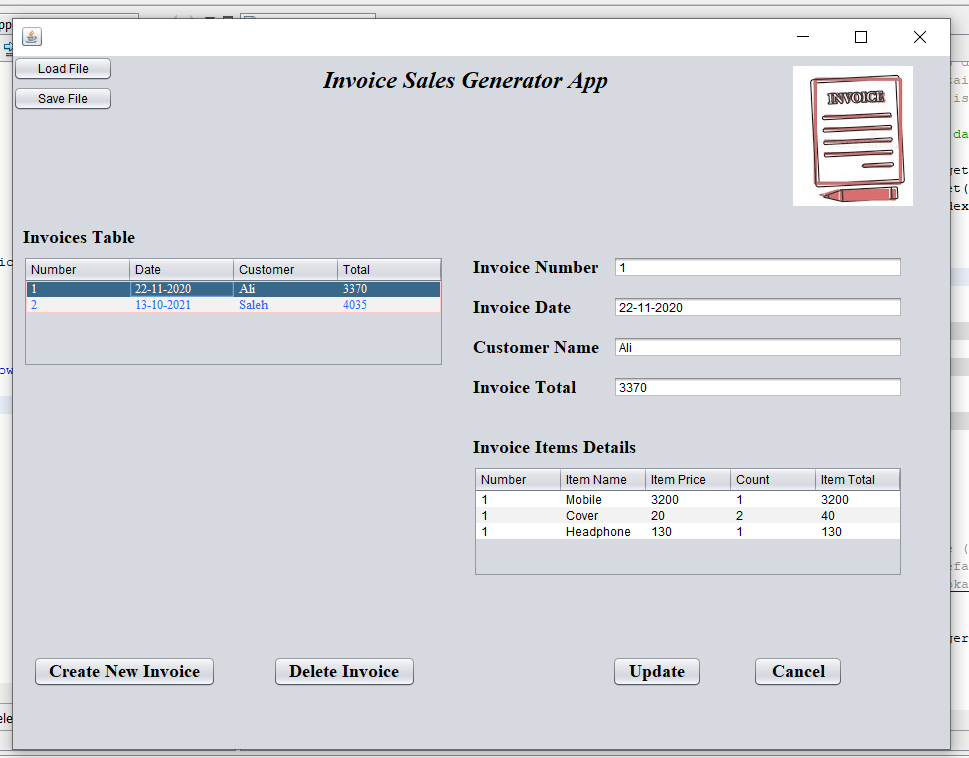 Load File
Save File
Invoice Sales Generator App
INVOICE
Invoices Table
Number Date Customer Total
1 22-11-2020 Ali 3370
2 13-10-2021 Saleh 4035
Invoice Number 1
Invoice Date 22-11-2020
Customer Name Ali
Invoice Total 3370
Invoice Items Details
Number Item Name Item Price Count Item Total
1 Mobile 3200 1 3200
1 Cover 20 2 40
1 Headphone 130 1 130
Create New Invoice Delete Invoice Update Cancel